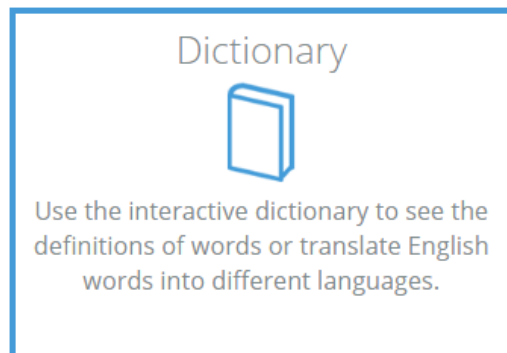 Dictionary
Use the interactive dictionary to see the
definitions of words or translate English
words into different languages.